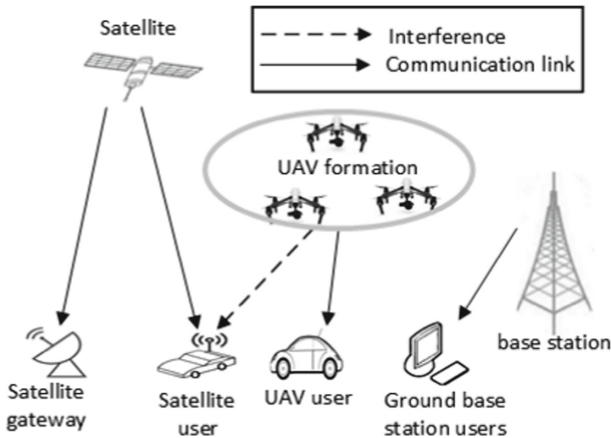 Satellite
Interference
Communication link
UAV formation
base station
Satellite
gateway
Satellite
user
UAV user
Ground base
station users